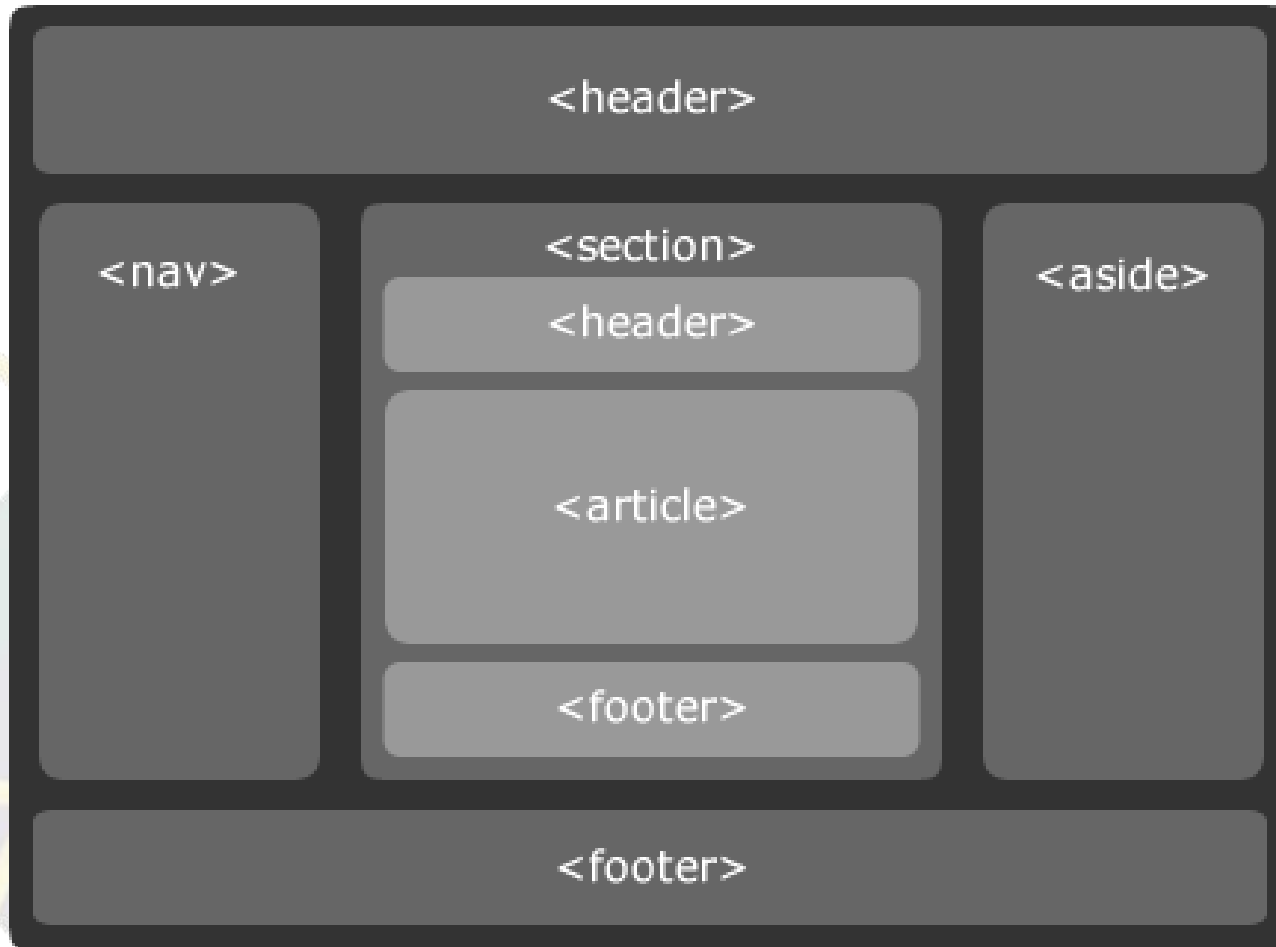 <header>
<nav>
<section>
<aside>
<header>
<article>
<footer>
<footer>